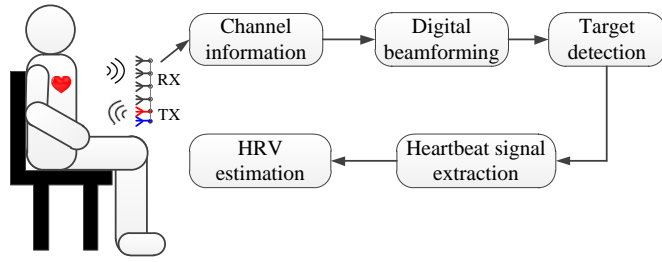 RX
TX
Channel
information
Digital
beamforming
Target
detection
Heartbeat signal
extraction
HRV
estimation